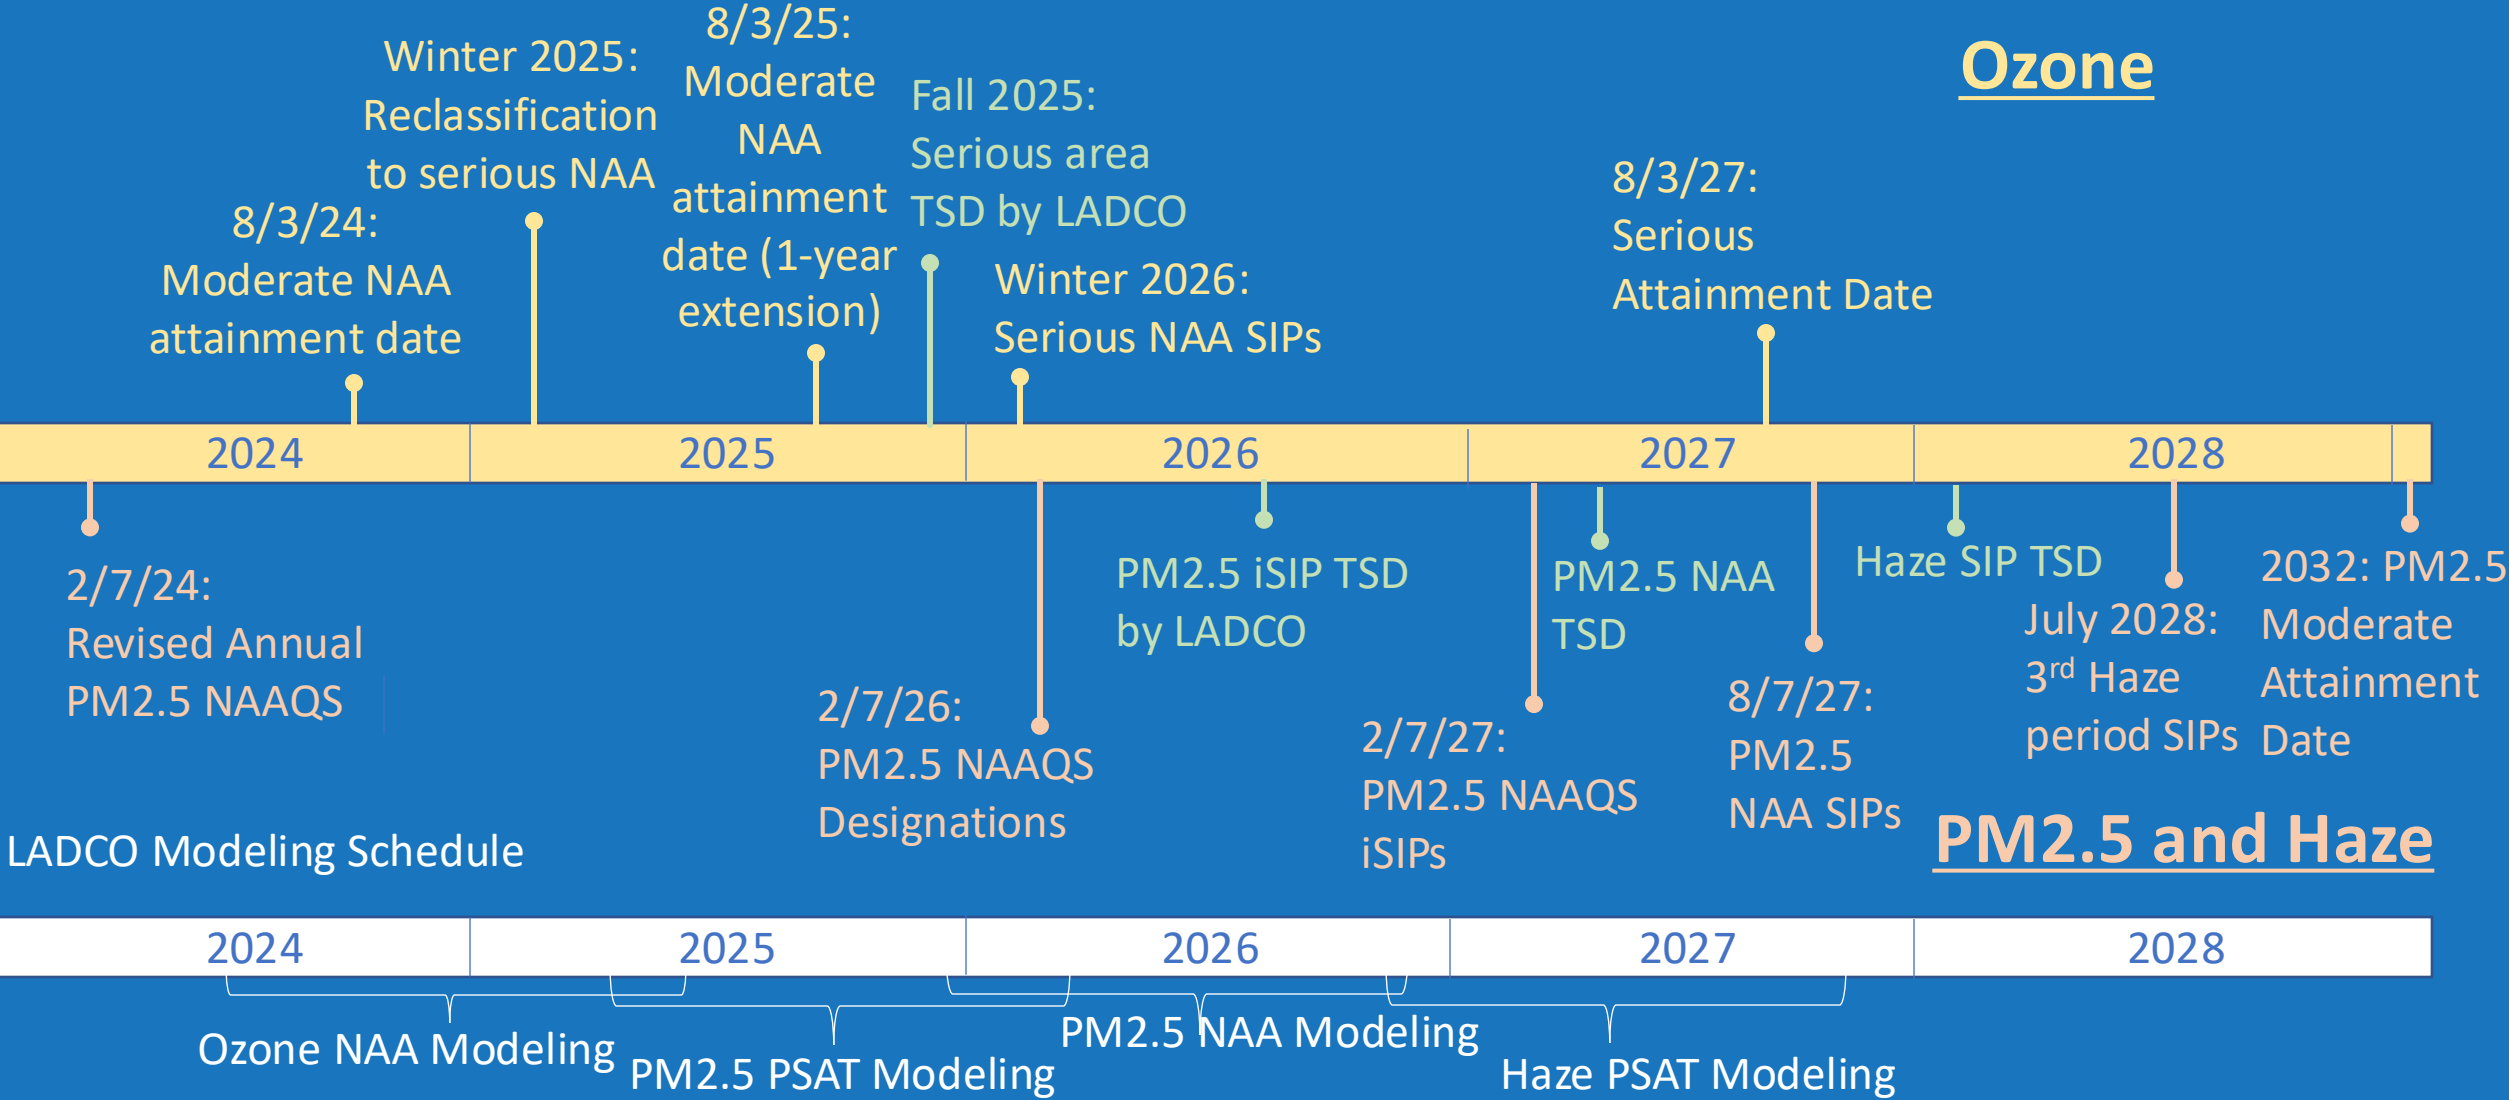 Ozone
8/3/24:
Moderate NAA
attainment date
Winter 2025:
Reclassification
to serious NAA
8/3/25:
Moderate
NAA
attainment
date (1-year
extension)
Fall 2025:
Serious area
TSD by LADCO
Winter 2026:
Serious NAA SIPs
8/3/27:
Serious
Attainment Date
2024
2025
2026
2027
2028
2/7/24:
Revised Annual
PM2.5 NAAQS
2/7/26:
PM2.5 NAAQS
Designations
PM2.5 iSIP TSD
by LADCO
2/7/27:
PM2.5 NAAQS
iSIPs
PM2.5 NAA
TSD
8/7/27:
PM2.5
NAA SIPs
Haze SIP TSD
July 2028:
3rd Haze
period SIPs
2032: PM2.5
Moderate
Attainment
Date
PM2.5 and Haze
LADCO Modeling Schedule
2024
2025
2026
2027
2028
Ozone NAA Modeling
PM2.5 PSAT Modeling
PM2.5 NAA Modeling
Haze PSAT Modeling